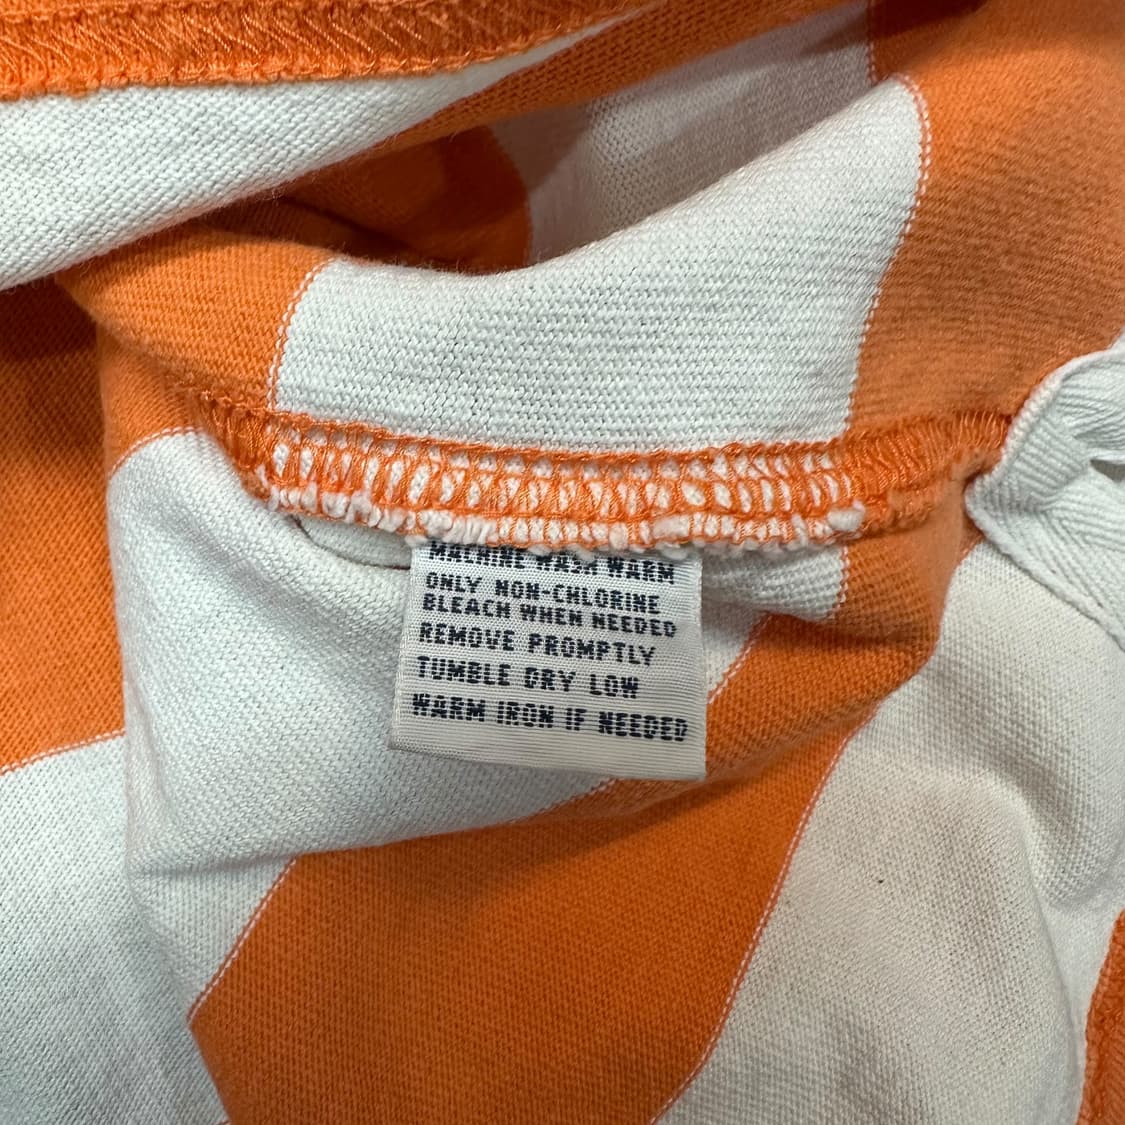 MACHINE WASH WARM
ONLY NON-CHLORINE
BLEACH WHEN NEEDED
REMOVE PROMPTLY
TUMBLE DRY LOW
WARM IRON IF NEEDED